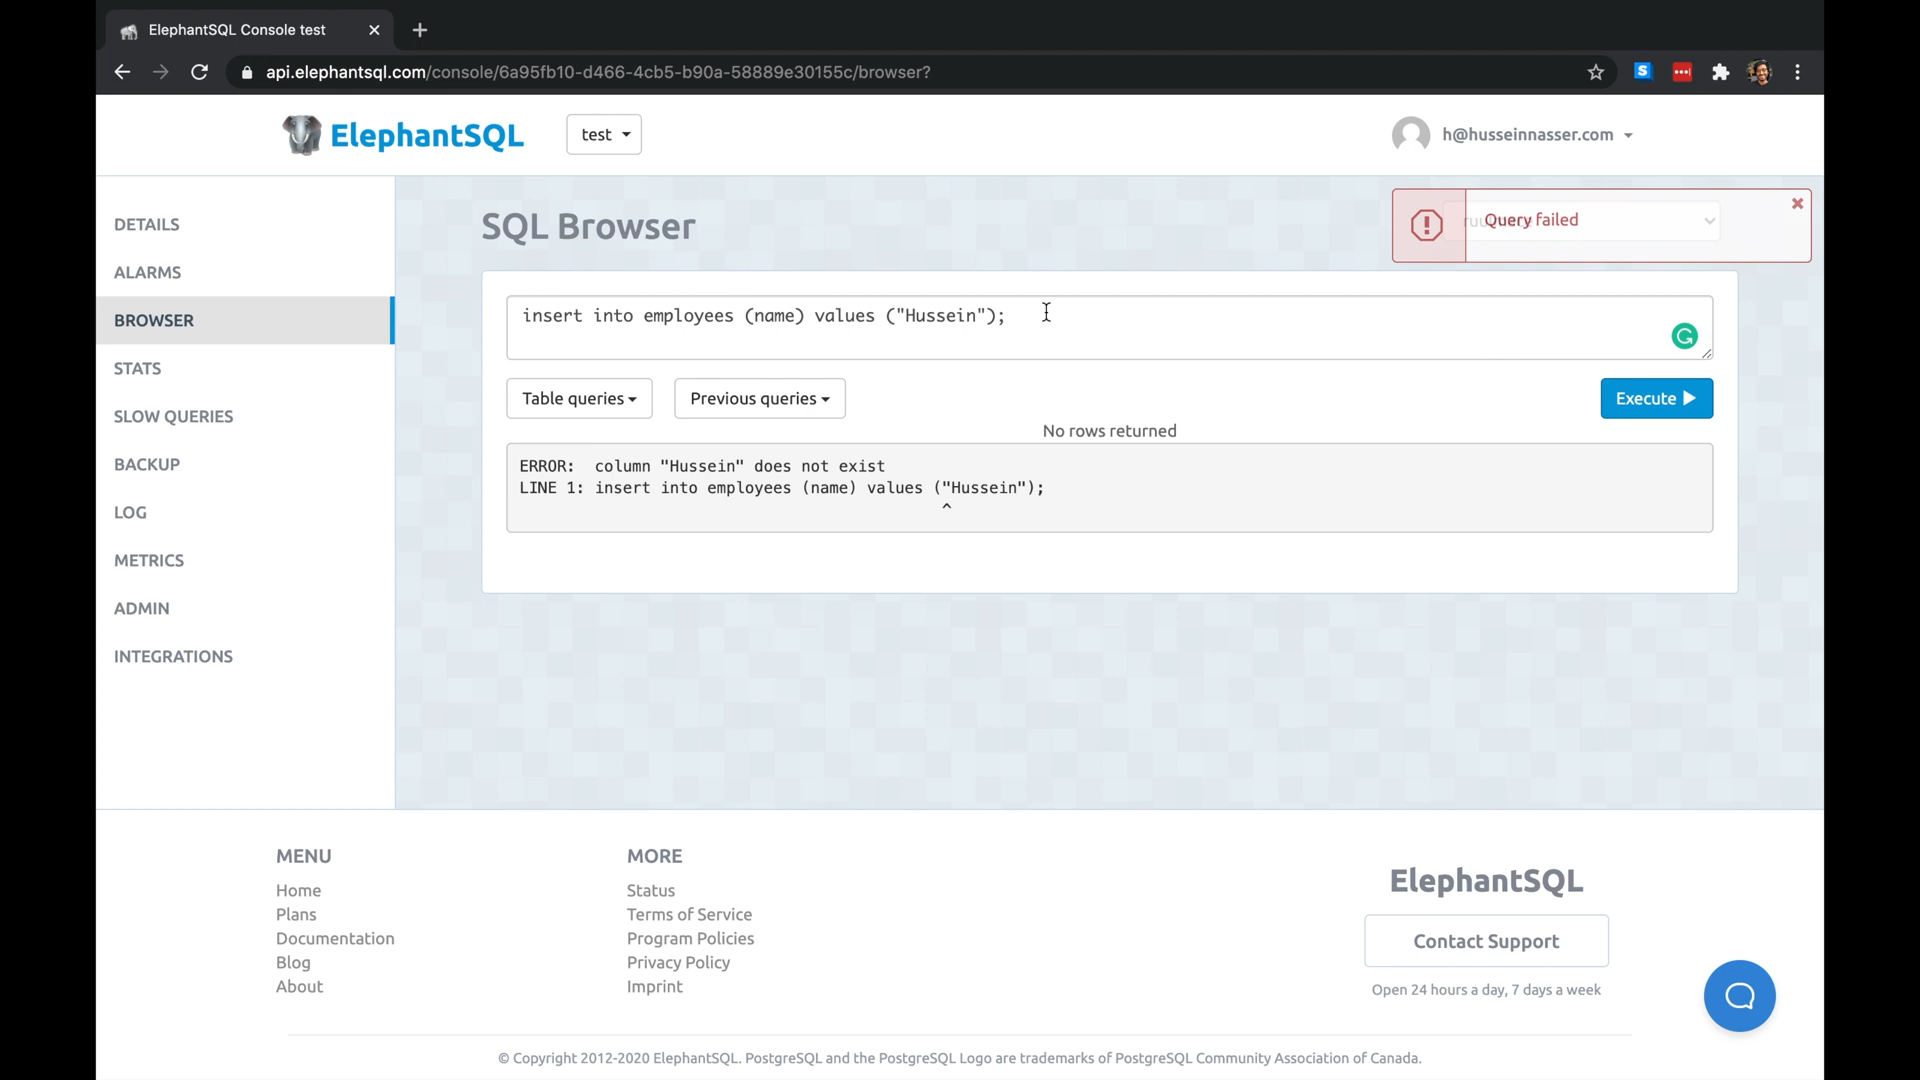 ElephantSQL Console test
api.elephantsql.com/console/6a95fb10-d466-4cb5-b90a-58889e30155c/browser?
ElephantSQL
test
h@husseinnasser.com
DETAILS
ALARMS
BROWSER
STATS
SLOW QUERIES
BACKUP
LOG
METRICS
ADMIN
INTEGRATIONS
SQL Browser
Query failed
insert into employees (name) values ("Hussein");
Table queries
Previous queries
Execute
No rows returned
ERROR:  column "Hussein" does not exist
LINE 1: insert into employees (name) values ("Hussein");
^
MENU
Home
Plans
Documentation
Blog
About
MORE
Status
Terms of Service
Program Policies
Privacy Policy
Imprint
ElephantSQL
Contact Support
Open 24 hours a day, 7 days a week
© Copyright 2012-2020 ElephantSQL. PostgreSQL and the PostgreSQL Logo are trademarks of PostgreSQL Community Association of Canada.